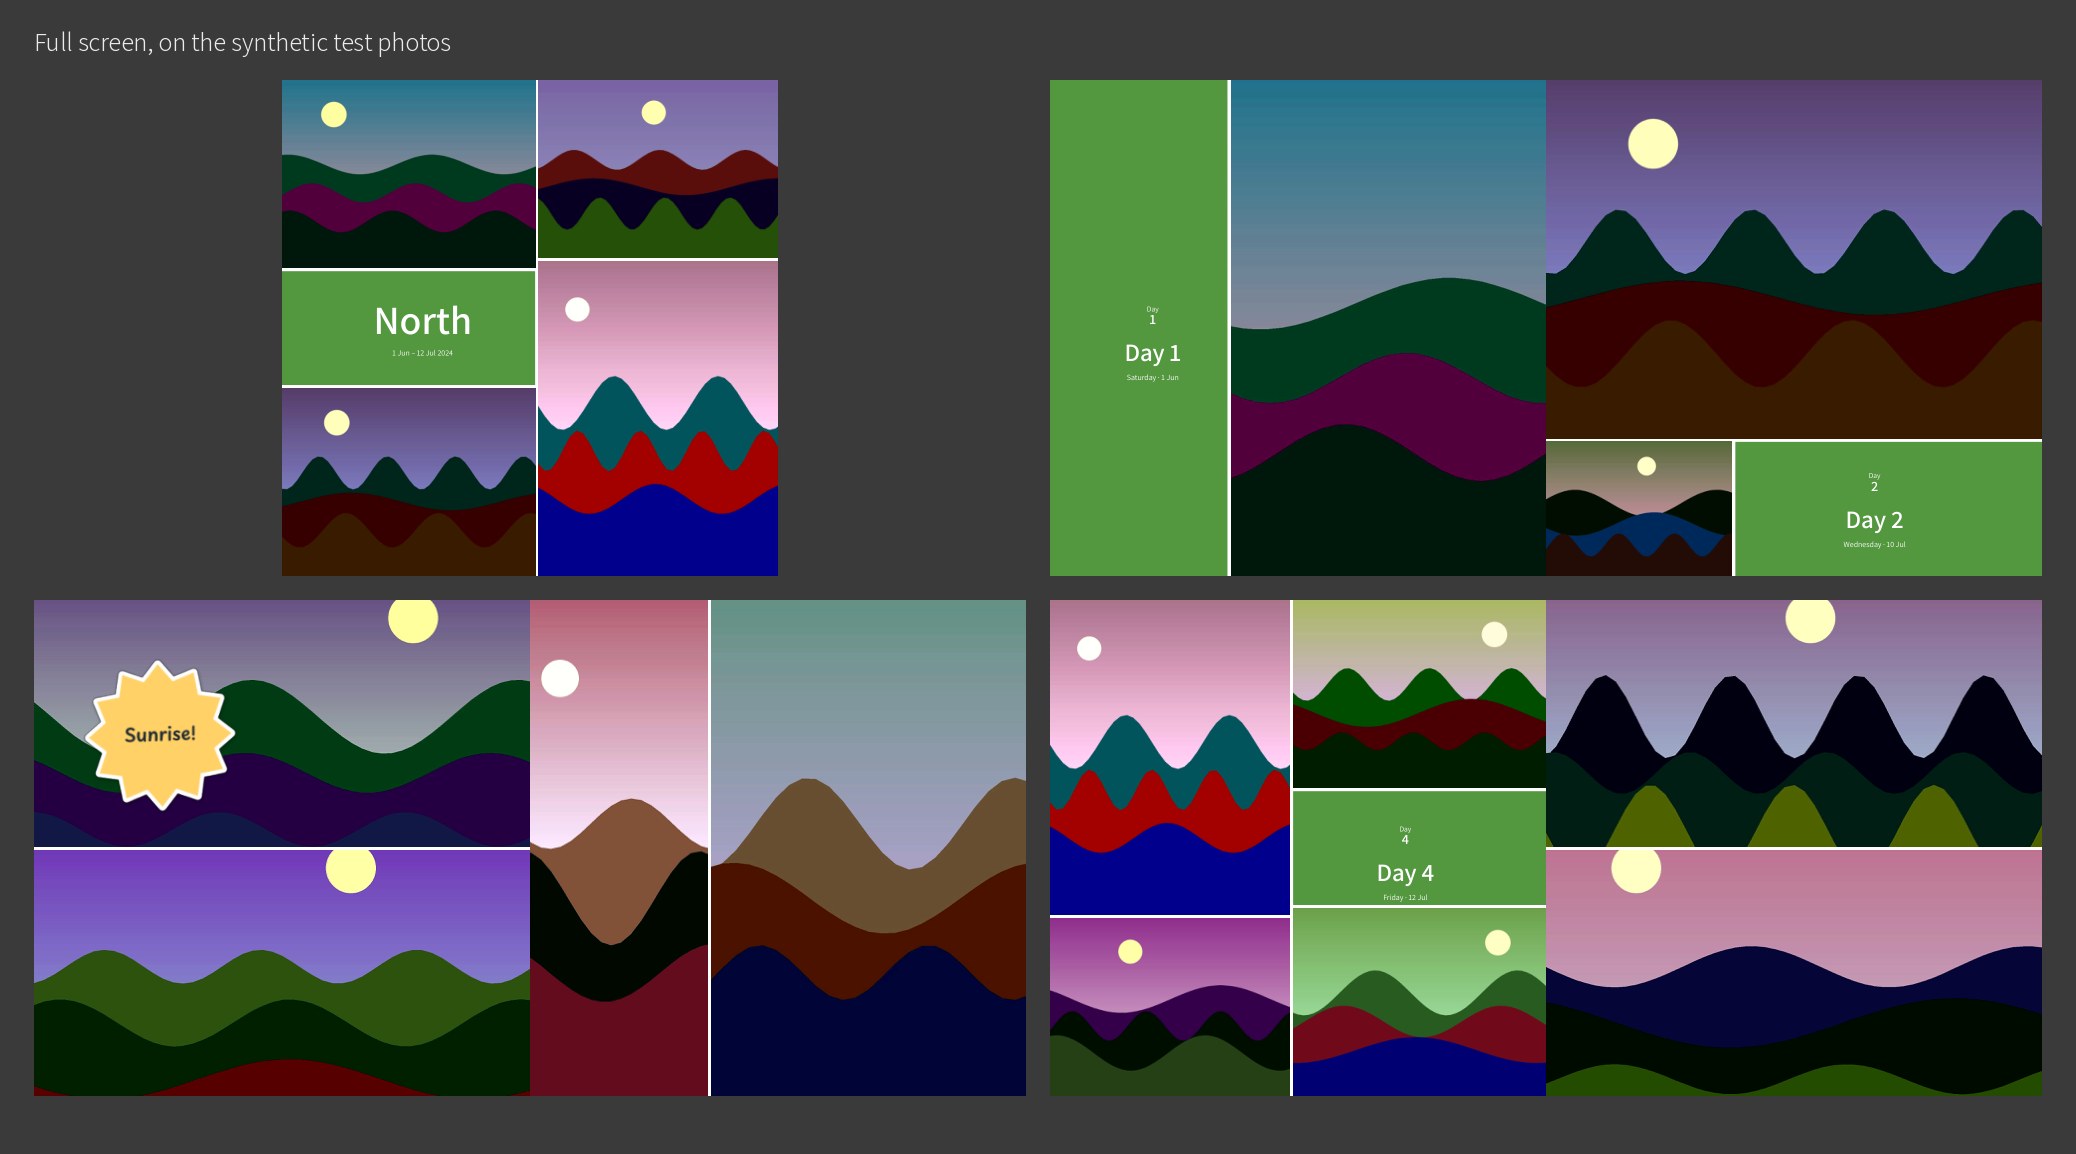 Full screen, on the synthetic test photos
North
1 Jun – 12 Jul 2024
Day
1
Day 1
Saturday · 1 Jun
Day
2
Day 2
Wednesday · 10 Jul
Sunrise!
Day
4
Day 4
Friday · 12 Jul